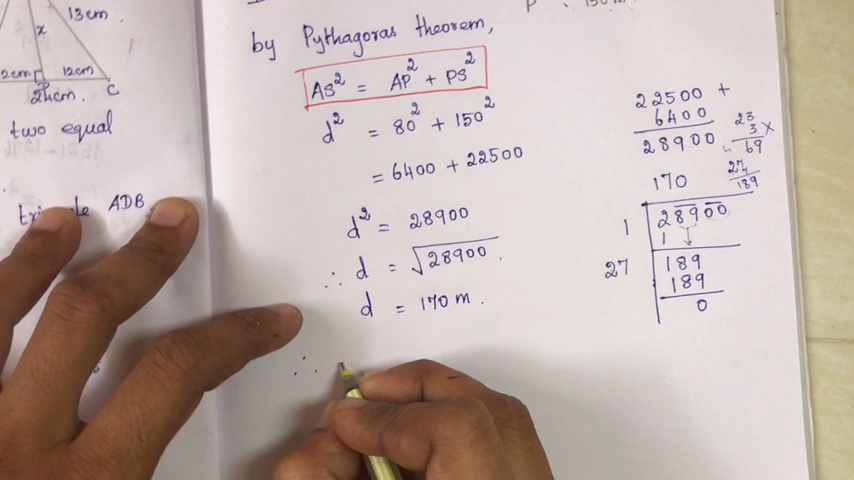 13cm
x
2cm 12cm
24cm. C
two equal
ADB
by Pythagoras theorem,
AS² = AP² + PS²
d² = 80² + 150²
= 6400 + 22500
d² = 28900
∴ d = √28900.
d = 170 m.
∴
22500 +
6400
28900
23
3 ×
69
27
189
170
1 28900
1
27 189
189
0